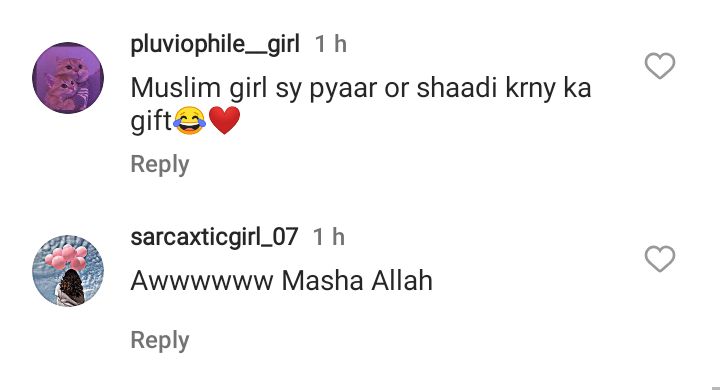 pluviophile__girl 1 h
Muslim girl sy pyaar or shaadi krny ka
gift😂❤️
Reply
sarcaxticgirl_07 1 h
Awwwwww Masha Allah
Reply